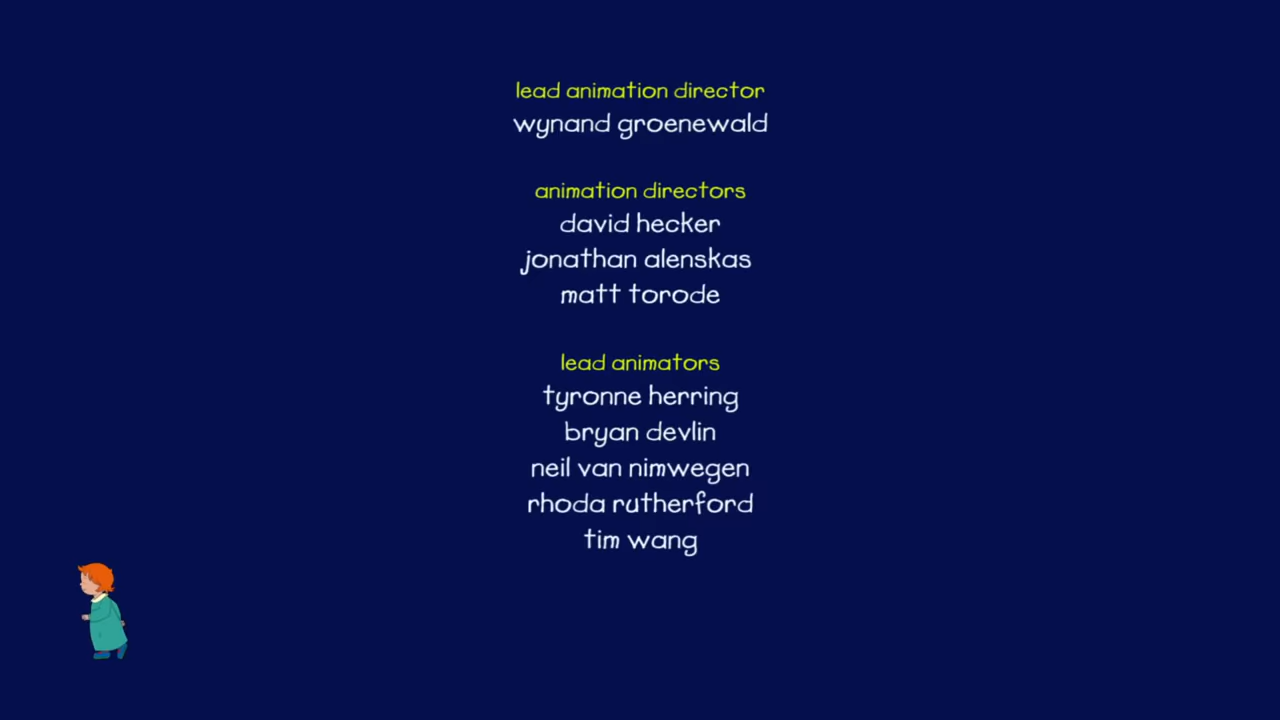 lead animation director
wynand groenewald
animation directors
david hecker
jonathan alenskas
matt torode
lead animators
tyronne herring
bryan devlin
neil van nimwegen
rhoda rutherford
tim wang